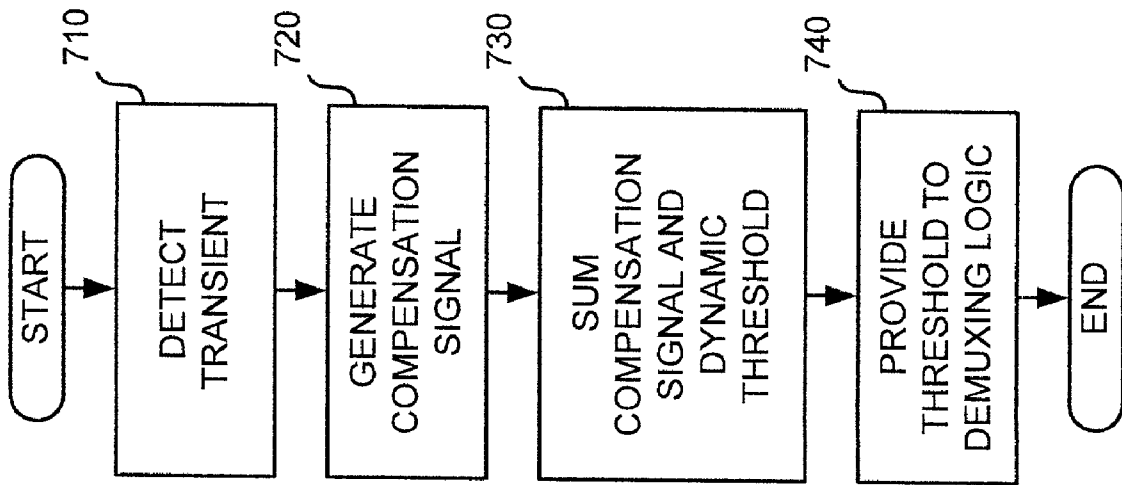 START
710
DETECT
TRANSIENT
720
GENERATE
COMPENSATION
SIGNAL
730
SUM
COMPENSATION
SIGNAL AND
DYNAMIC
THRESHOLD
740
PROVIDE
THRESHOLD TO
DEMUXING LOGIC
END